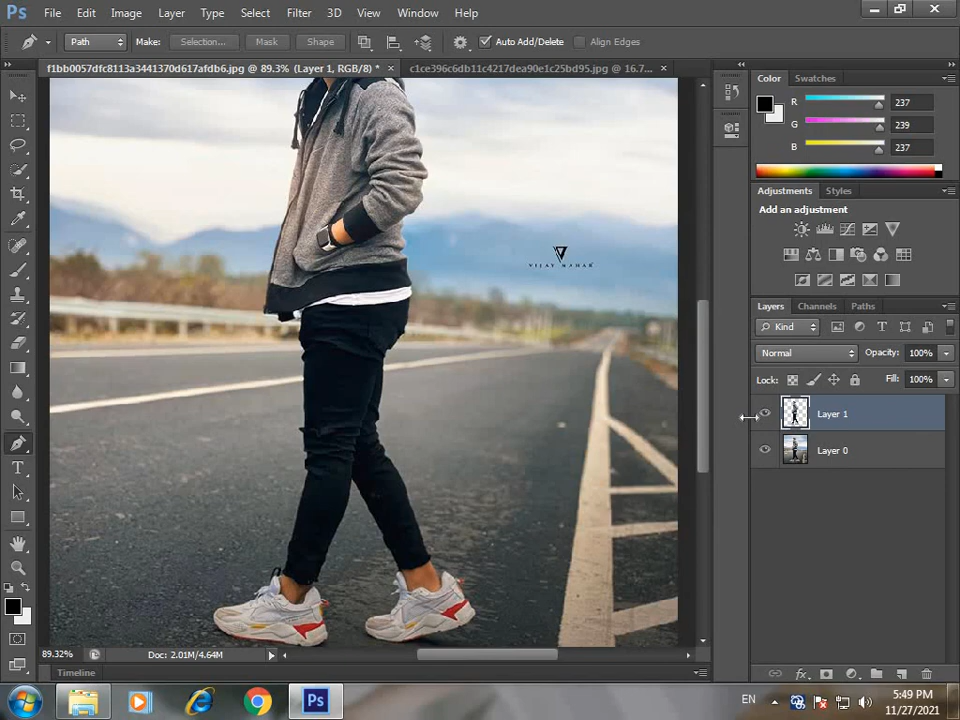 Ps File Edit Image Layer Type Select Filter 3D View Window Help
Path Make: Selection... Mask Shape Auto Add/Delete Align Edges
f1bb0057dfc8113a3441370d617afdb6.jpg @ 89.3% (Layer 1, RGB/8) * × c1ce396c6db11c4217dea90e1c25bd95.jpg @ 16.7... ×
Color Swatches
R 237
G 239
B 237
Adjustments Styles
Add an adjustment
VIJAY MAHAR
Layers Channels Paths
Kind
Normal Opacity: 100%
Lock: Fill: 100%
Layer 1
Layer 0
89.32% Doc: 2.01M/4.64M
Timeline
Ps EN 5:49 PM
11/27/2021